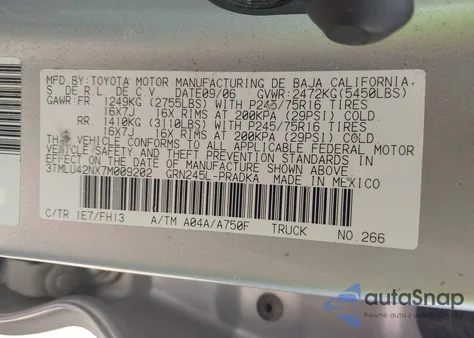 MFD. BY: TOYOTA MOTOR MANUFACTURING DE BAJA CALIFORNIA
S. DE R.L. DE C.V. DATE09/06 GVWR:2472KG(5450LBS)
GAWR:FR. 1249KG (2755LBS) WITH P245/75R16 TIRES
16X7J 16X RIMS AT 200KPA (29PSI) COLD
RR. 1410KG (3110LBS) WITH P245/75R16 TIRES
16X7J 16X RIMS AT 200KPA (29PSI) COLD
THIS VEHICLE CONFORMS TO ALL APPLICABLE FEDERAL MOTOR
VEHICLE SAFETY STANDARDS IN EFFECT ON THE DATE OF
MANUFACTURE SHOWN ABOVE.
3TMLU42NX7M009202 GRN245L-PRADKA MADE IN MEXICO
C/TR 1E7/FH13 A/TM A04A/A750F TRUCK NO.266
autoSnap
Pewne auto z USA